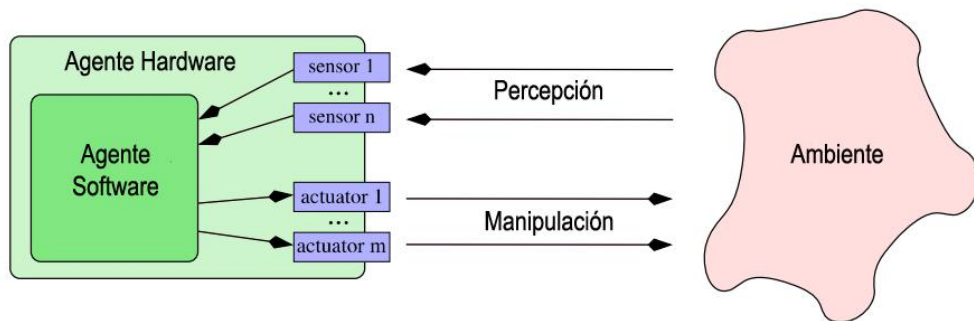 Agente Hardware
sensor 1
...
sensor n
Agente
Software
actuator 1
...
actuator m
Percepción
Manipulación
Ambiente